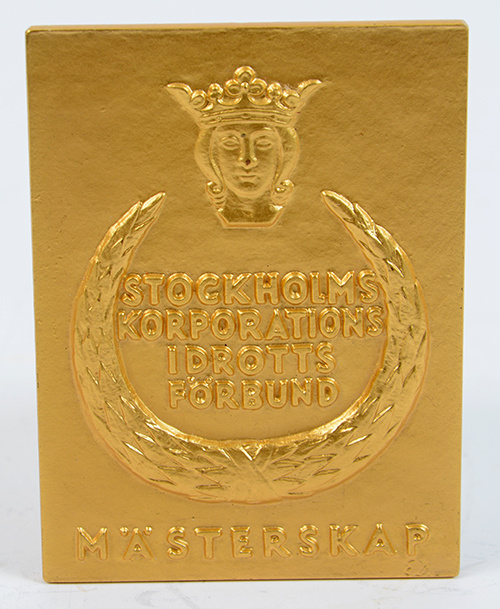 STOCKHOLMS
KORPORATIONS
IDROTTS
FÖRBUND
MÄSTERSKAP